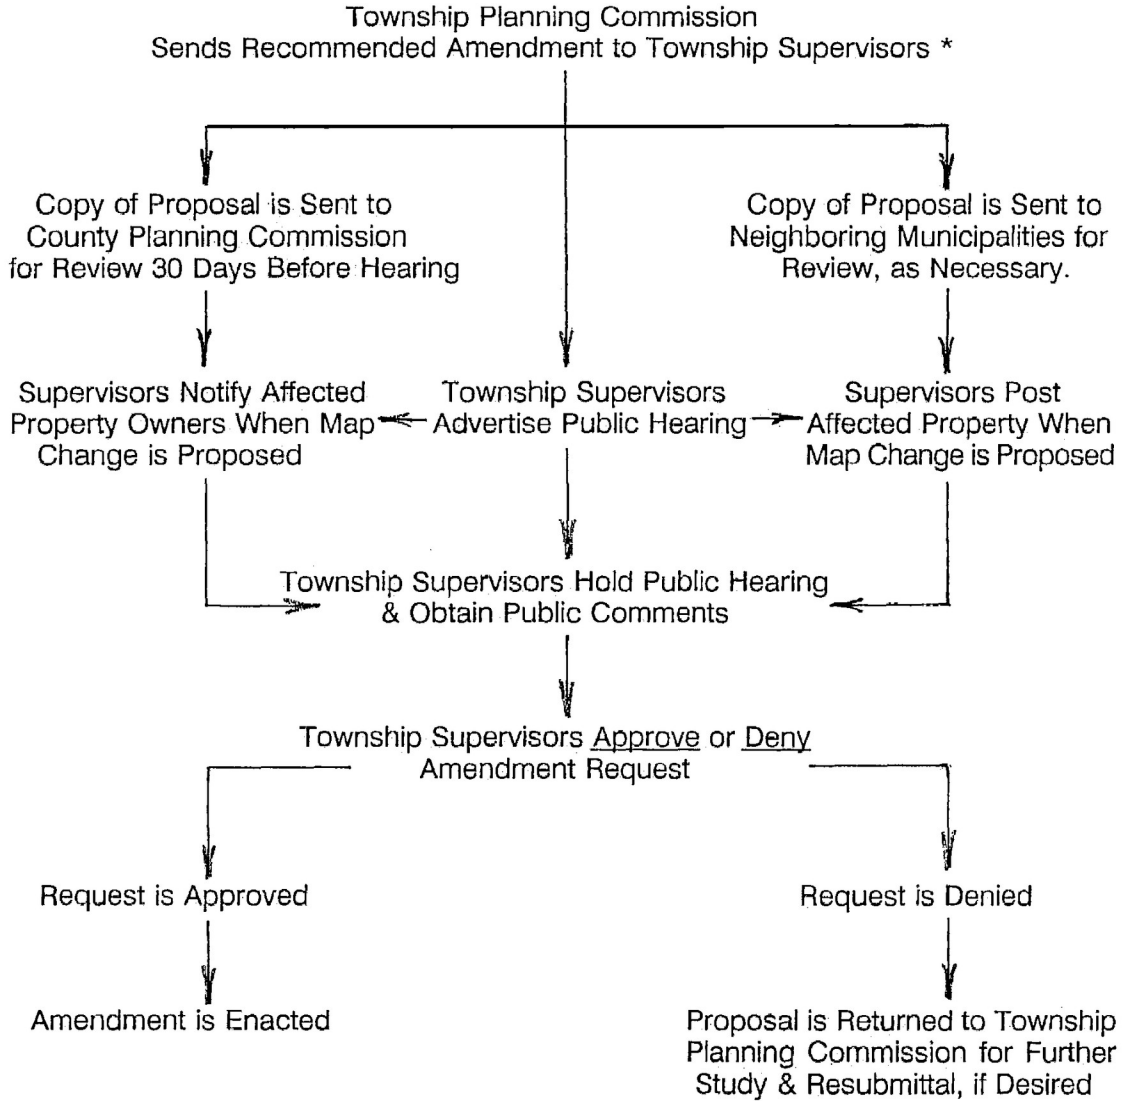 Township Planning Commission
Sends Recommended Amendment to Township Supervisors *
Copy of Proposal is Sent to
County Planning Commission
for Review 30 Days Before Hearing
Copy of Proposal is Sent to
Neighboring Municipalities for
Review, as Necessary.
Supervisors Notify Affected
Property Owners When Map
Change is Proposed
Township Supervisors
Advertise Public Hearing
Supervisors Post
Affected Property When
Map Change is Proposed
Township Supervisors Hold Public Hearing
& Obtain Public Comments
Township Supervisors Approve or Deny
Amendment Request
Request is Approved
Request is Denied
Amendment is Enacted
Proposal is Returned to Township
Planning Commission for Further
Study & Resubmittal, if Desired